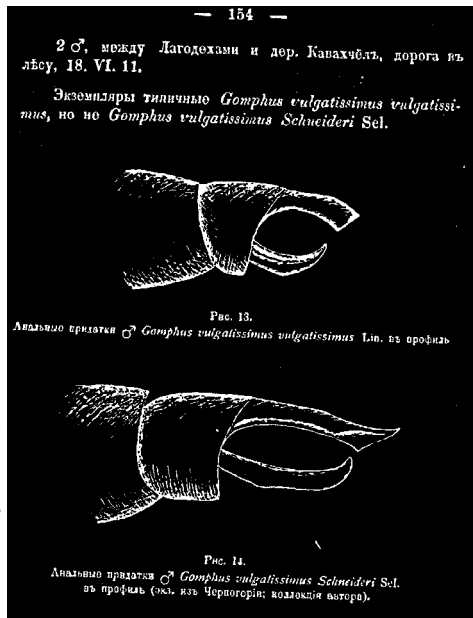 — 154 —
2 ♂, между Лагодехами и дер. Кавахчёлъ, дорога въ
лѣсу, 18. VI. 11.
Экземпляры типичные Gomphus vulgatissimus vulgatissi-
mus, но не Gomphus vulgatissimus Schneideri Sel.
Рис. 13.
Анальные придатки ♂ Gomphus vulgatissimus vulgatissimus Lin. въ профиль
Рис. 14.
Анальные придатки ♂ Gomphus vulgatissimus Schneideri Sel.
въ профиль (экз. изъ Черногоріи; коллекція автора).